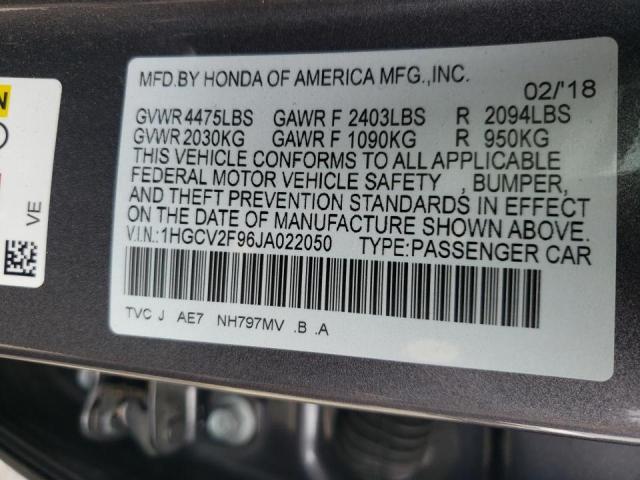 MFD.BY HONDA OF AMERICA MFG.,INC.
02/'18
GVWR 4475LBS GAWR F 2403LBS R 2094LBS
GVWR 2030KG GAWR F 1090KG R 950KG
THIS VEHICLE CONFORMS TO ALL APPLICABLE
FEDERAL MOTOR VEHICLE SAFETY , BUMPER,
AND THEFT PREVENTION STANDARDS IN EFFECT
ON THE DATE OF MANUFACTURE SHOWN ABOVE.
V.I.N.:1HGCV2F96JA022050 TYPE:PASSENGER CAR
TVC J AE7 NH797MV .B .A
VE